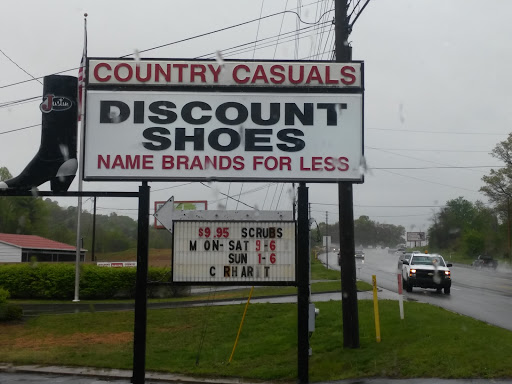 COUNTRY CASUALS
DISCOUNT
SHOES
NAME BRANDS FOR LESS
Justin
$9.95 SCRUBS
MON-SAT 9-6
SUN 1-6
C RHARTT